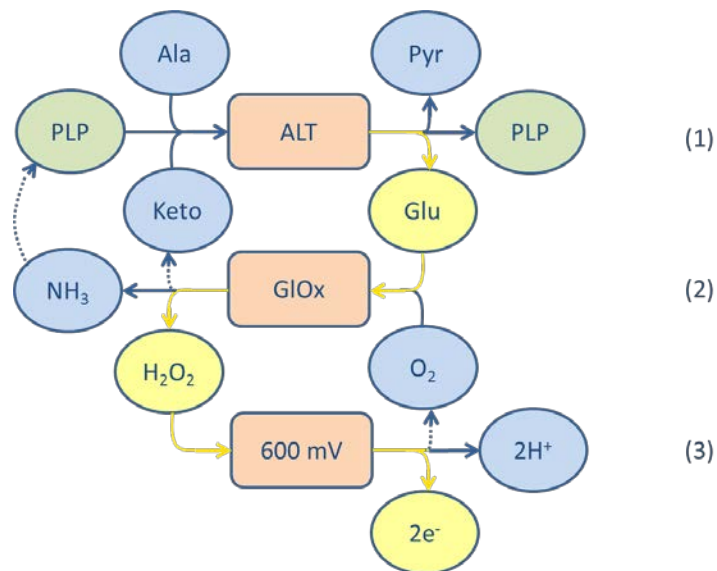 Ala
Pyr
PLP
ALT
PLP
(1)
Keto
Glu
NH₃
GlOx
(2)
H₂O₂
O₂
600 mV
2H⁺
(3)
2e⁻